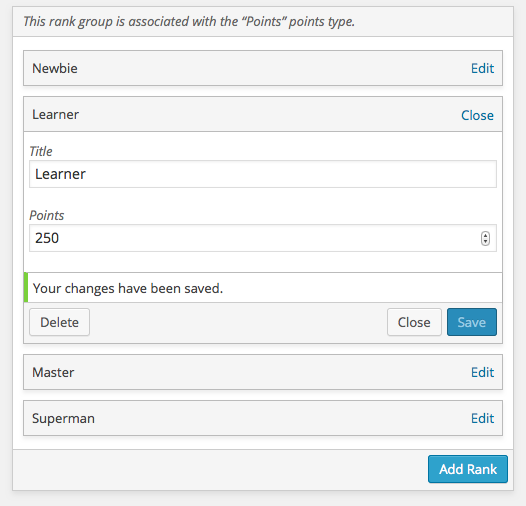 This rank group is associated with the “Points” points type.
Newbie Edit
Learner Close
Title
Learner
Points
250
Your changes have been saved.
Delete Close Save
Master Edit
Superman Edit
Add Rank